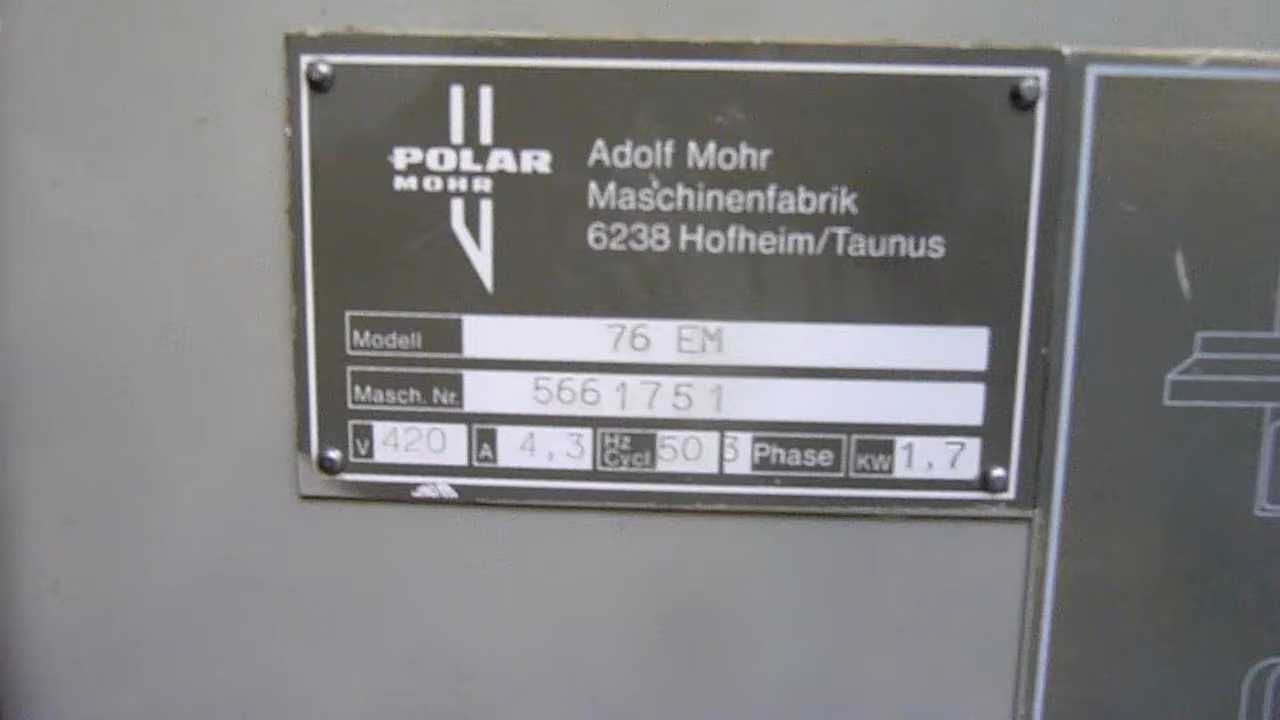 POLAR
MOHR
Adolf Mohr
Maschinenfabrik
6238 Hofheim/Taunus
Modell 76 EM
Masch. Nr. 5661751
V 420 A 4,3 Hz Cycl 50 3 Phase KW 1,7